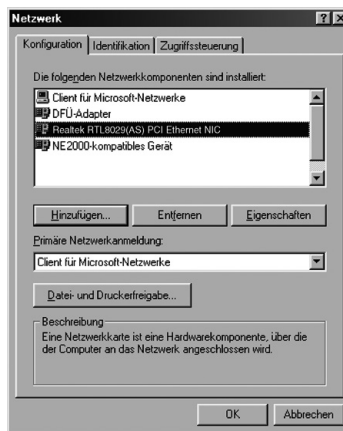 Netzwerk
Konfiguration Identifikation Zugriffssteuerung
Die folgenden Netzwerkkomponenten sind installiert:
Client für Microsoft-Netzwerke
DFÜ-Adapter
Realtek RTL8029(AS) PCI Ethernet NIC
NE2000-kompatibles Gerät
Hinzufügen... Entfernen Eigenschaften
Primäre Netzwerkanmeldung:
Client für Microsoft-Netzwerke
Datei- und Druckerfreigabe...
Beschreibung
Eine Netzwerkkarte ist eine Hardwarekomponente, über die
der Computer an das Netzwerk angeschlossen wird.
OK Abbrechen